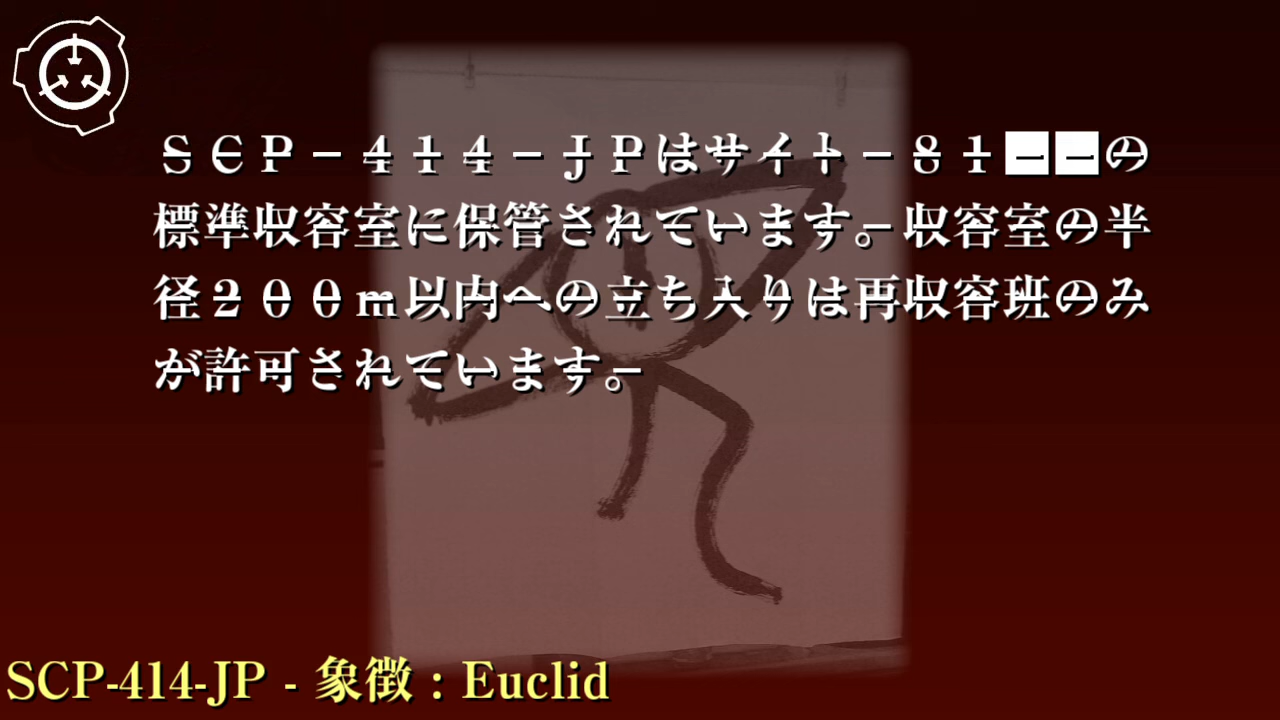 SCP-414-JPはサイト-81██の
標準収容室に保管されています。収容室の半
径200m以内への立ち入りは再収容班のみ
が許可されています。
SCP-414-JP - 象徴：Euclid